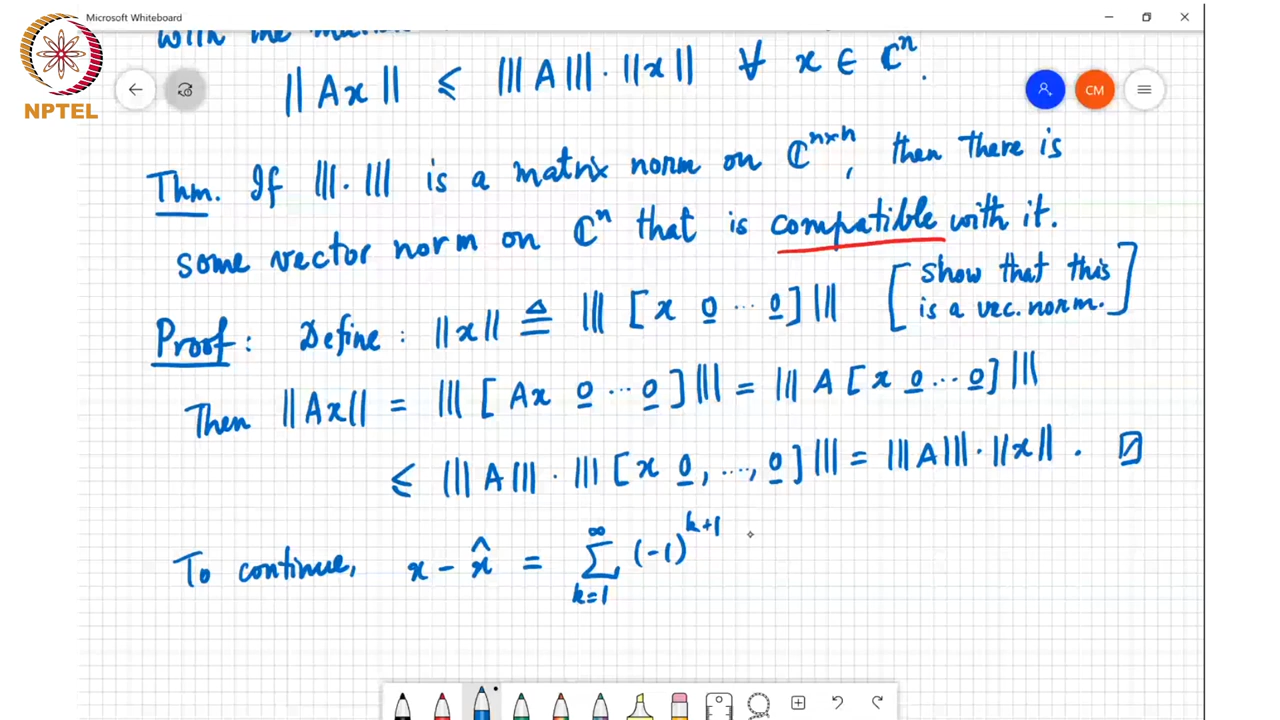 Microsoft Whiteboard
NPTEL
CM
with the
|| Ax || ≤ ||| A ||| · || x || ∀ x ∈ ℂⁿ.
Thm. If ||| · ||| is a matrix norm on ℂⁿˣⁿ, then there is
some vector norm on ℂⁿ that is compatible with it.
[Show that this is a vec. norm.]
Proof: Define: ||x|| ≜ ||| [x 0 ... 0] |||
Then ||Ax|| = ||| [Ax 0 ... 0] ||| = ||| A [x 0 ... 0] |||
≤ ||| A ||| · ||| [x 0, ..., 0] ||| = ||| A ||| · ||x|| .
To continue, x - x̂ = ∑_{k=1}^{∞} (-1)^{k+1}